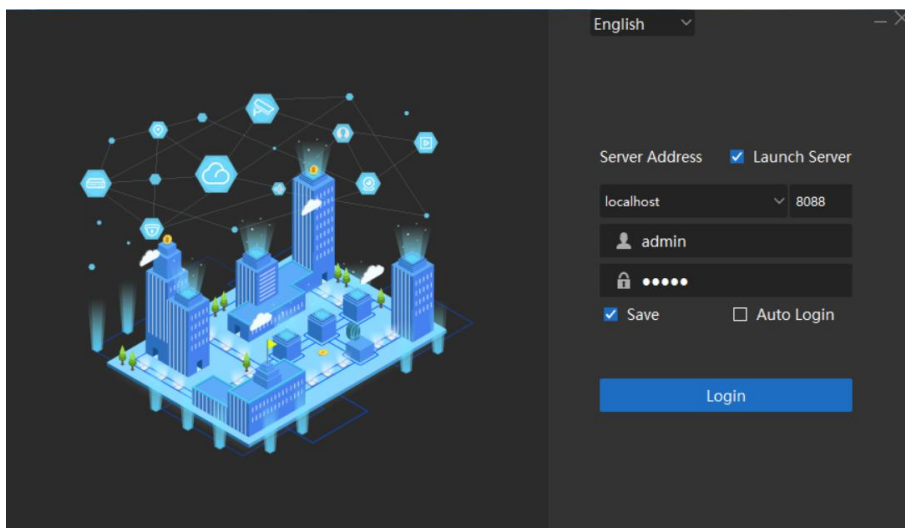 English
Server Address
Launch Server
localhost
8088
admin
•••••
Save
Auto Login
Login